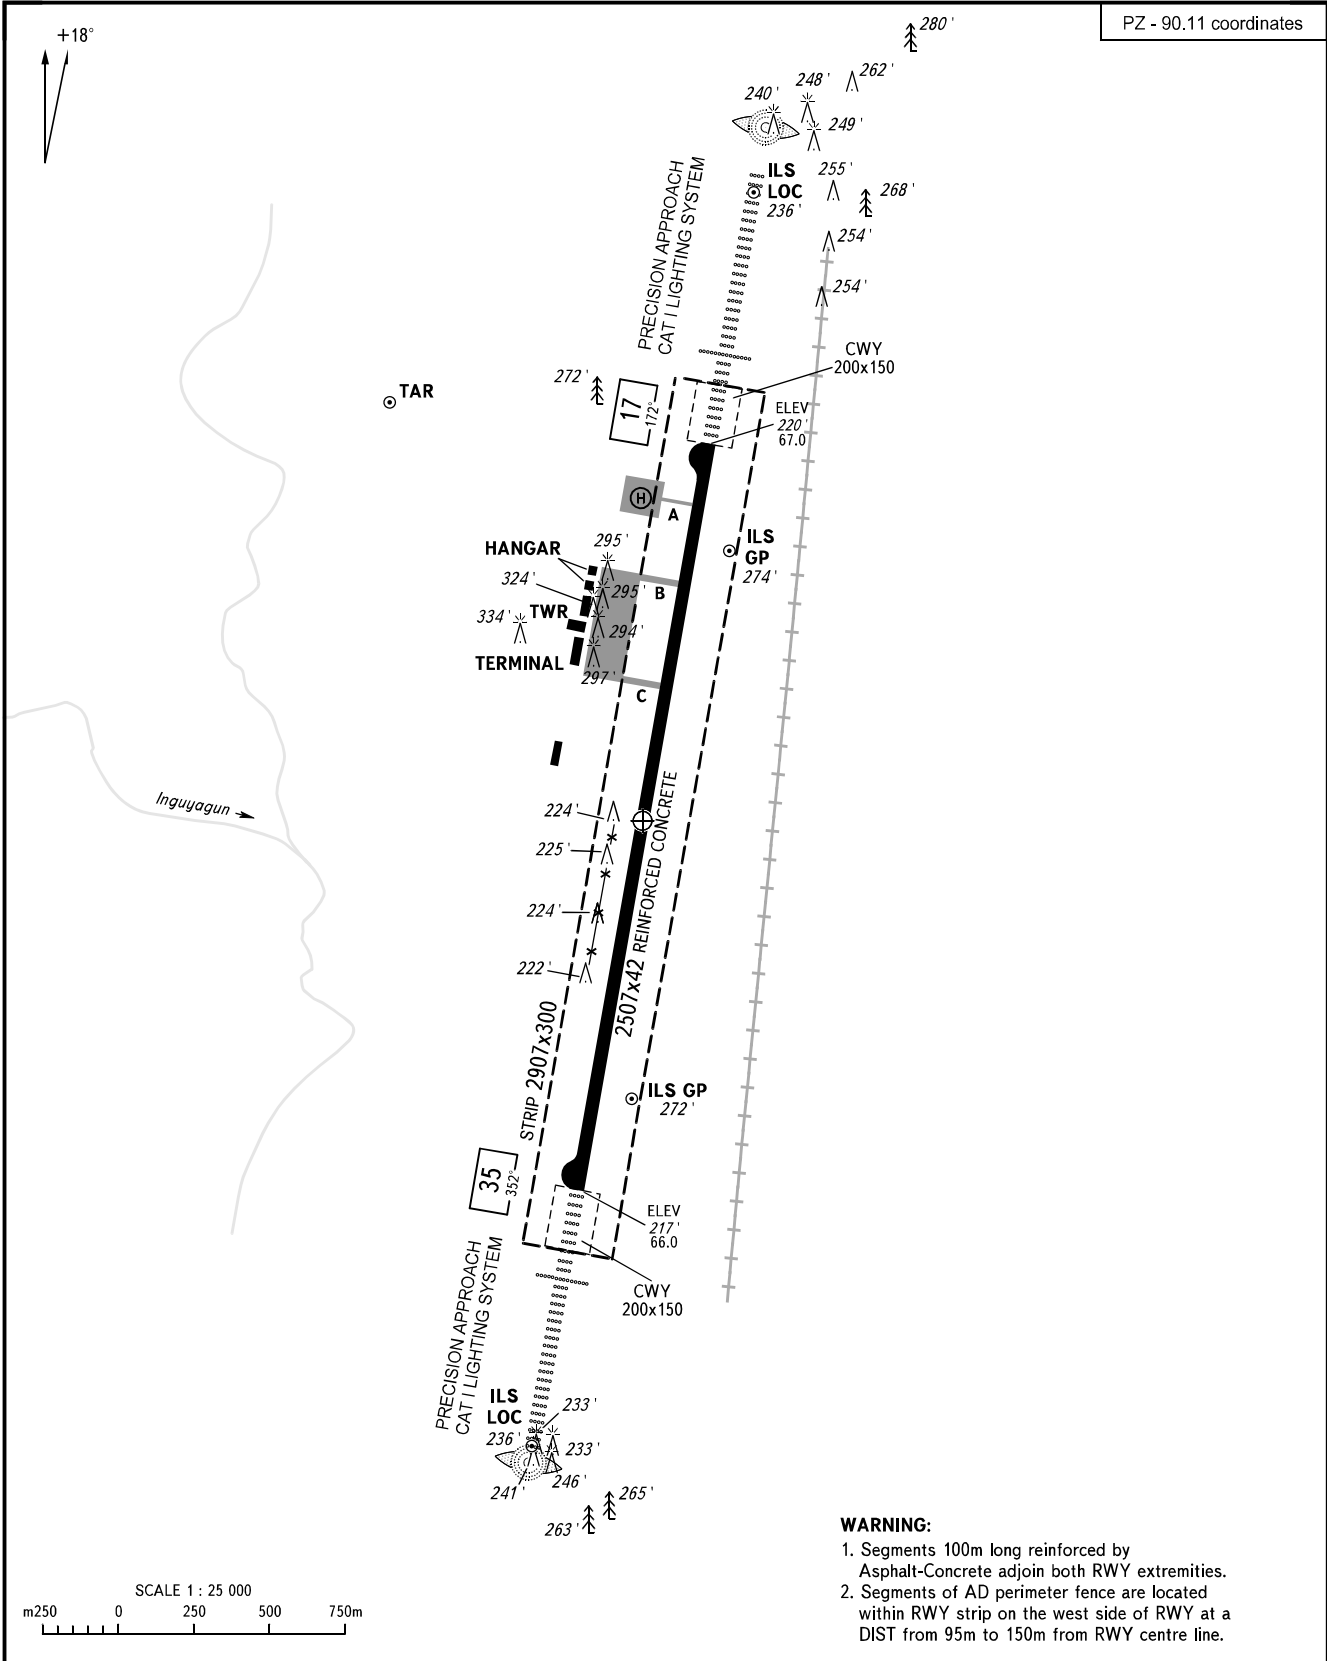 PZ - 90.11 coordinates
+18°
280'
262'
248'
240'
249'
ILS
LOC
236'
255'
268'
PRECISION APPROACH
CAT I LIGHTING SYSTEM
254'
254'
CWY
200x150
272'
TAR
17
172°
ELEV
220'
67.0
H
A
ILS
GP
274'
HANGAR
295'
324'
295'
B
334'
TWR
294'
TERMINAL
297'
C
Inguyagun
224'
225'
224'
222'
2507x42 REINFORCED CONCRETE
STRIP 2907x300
ILS GP
272'
35
352°
ELEV
217'
66.0
CWY
200x150
PRECISION APPROACH
CAT I LIGHTING SYSTEM
ILS
LOC
236'
233'
233'
246'
241'
265'
263'
WARNING:
1. Segments 100m long reinforced by
Asphalt-Concrete adjoin both RWY extremities.
2. Segments of AD perimeter fence are located
within RWY strip on the west side of RWY at a
DIST from 95m to 150m from RWY centre line.
SCALE 1 : 25 000
m250 0 250 500 750m